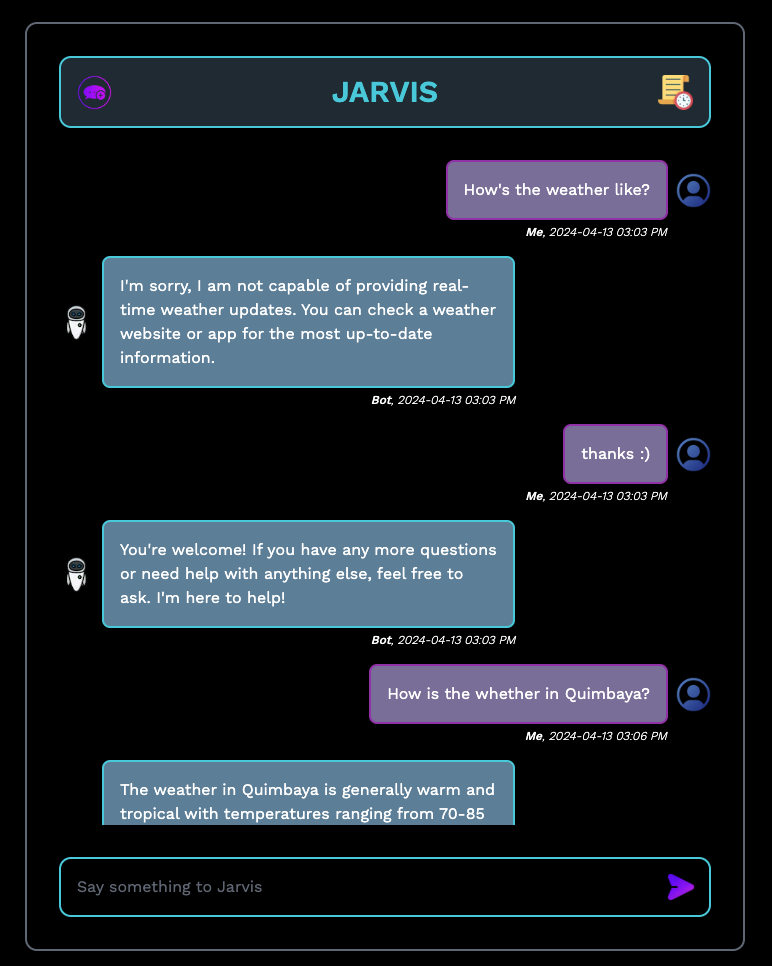 JARVIS
How's the weather like?
Me, 2024-04-13 03:03 PM
I'm sorry, I am not capable of providing real-
time weather updates. You can check a weather
website or app for the most up-to-date
information.
Bot, 2024-04-13 03:03 PM
thanks :)
Me, 2024-04-13 03:03 PM
You're welcome! If you have any more questions
or need help with anything else, feel free to
ask. I'm here to help!
Bot, 2024-04-13 03:03 PM
How is the whether in Quimbaya?
Me, 2024-04-13 03:06 PM
The weather in Quimbaya is generally warm and
tropical with temperatures ranging from 70-85
Say something to Jarvis